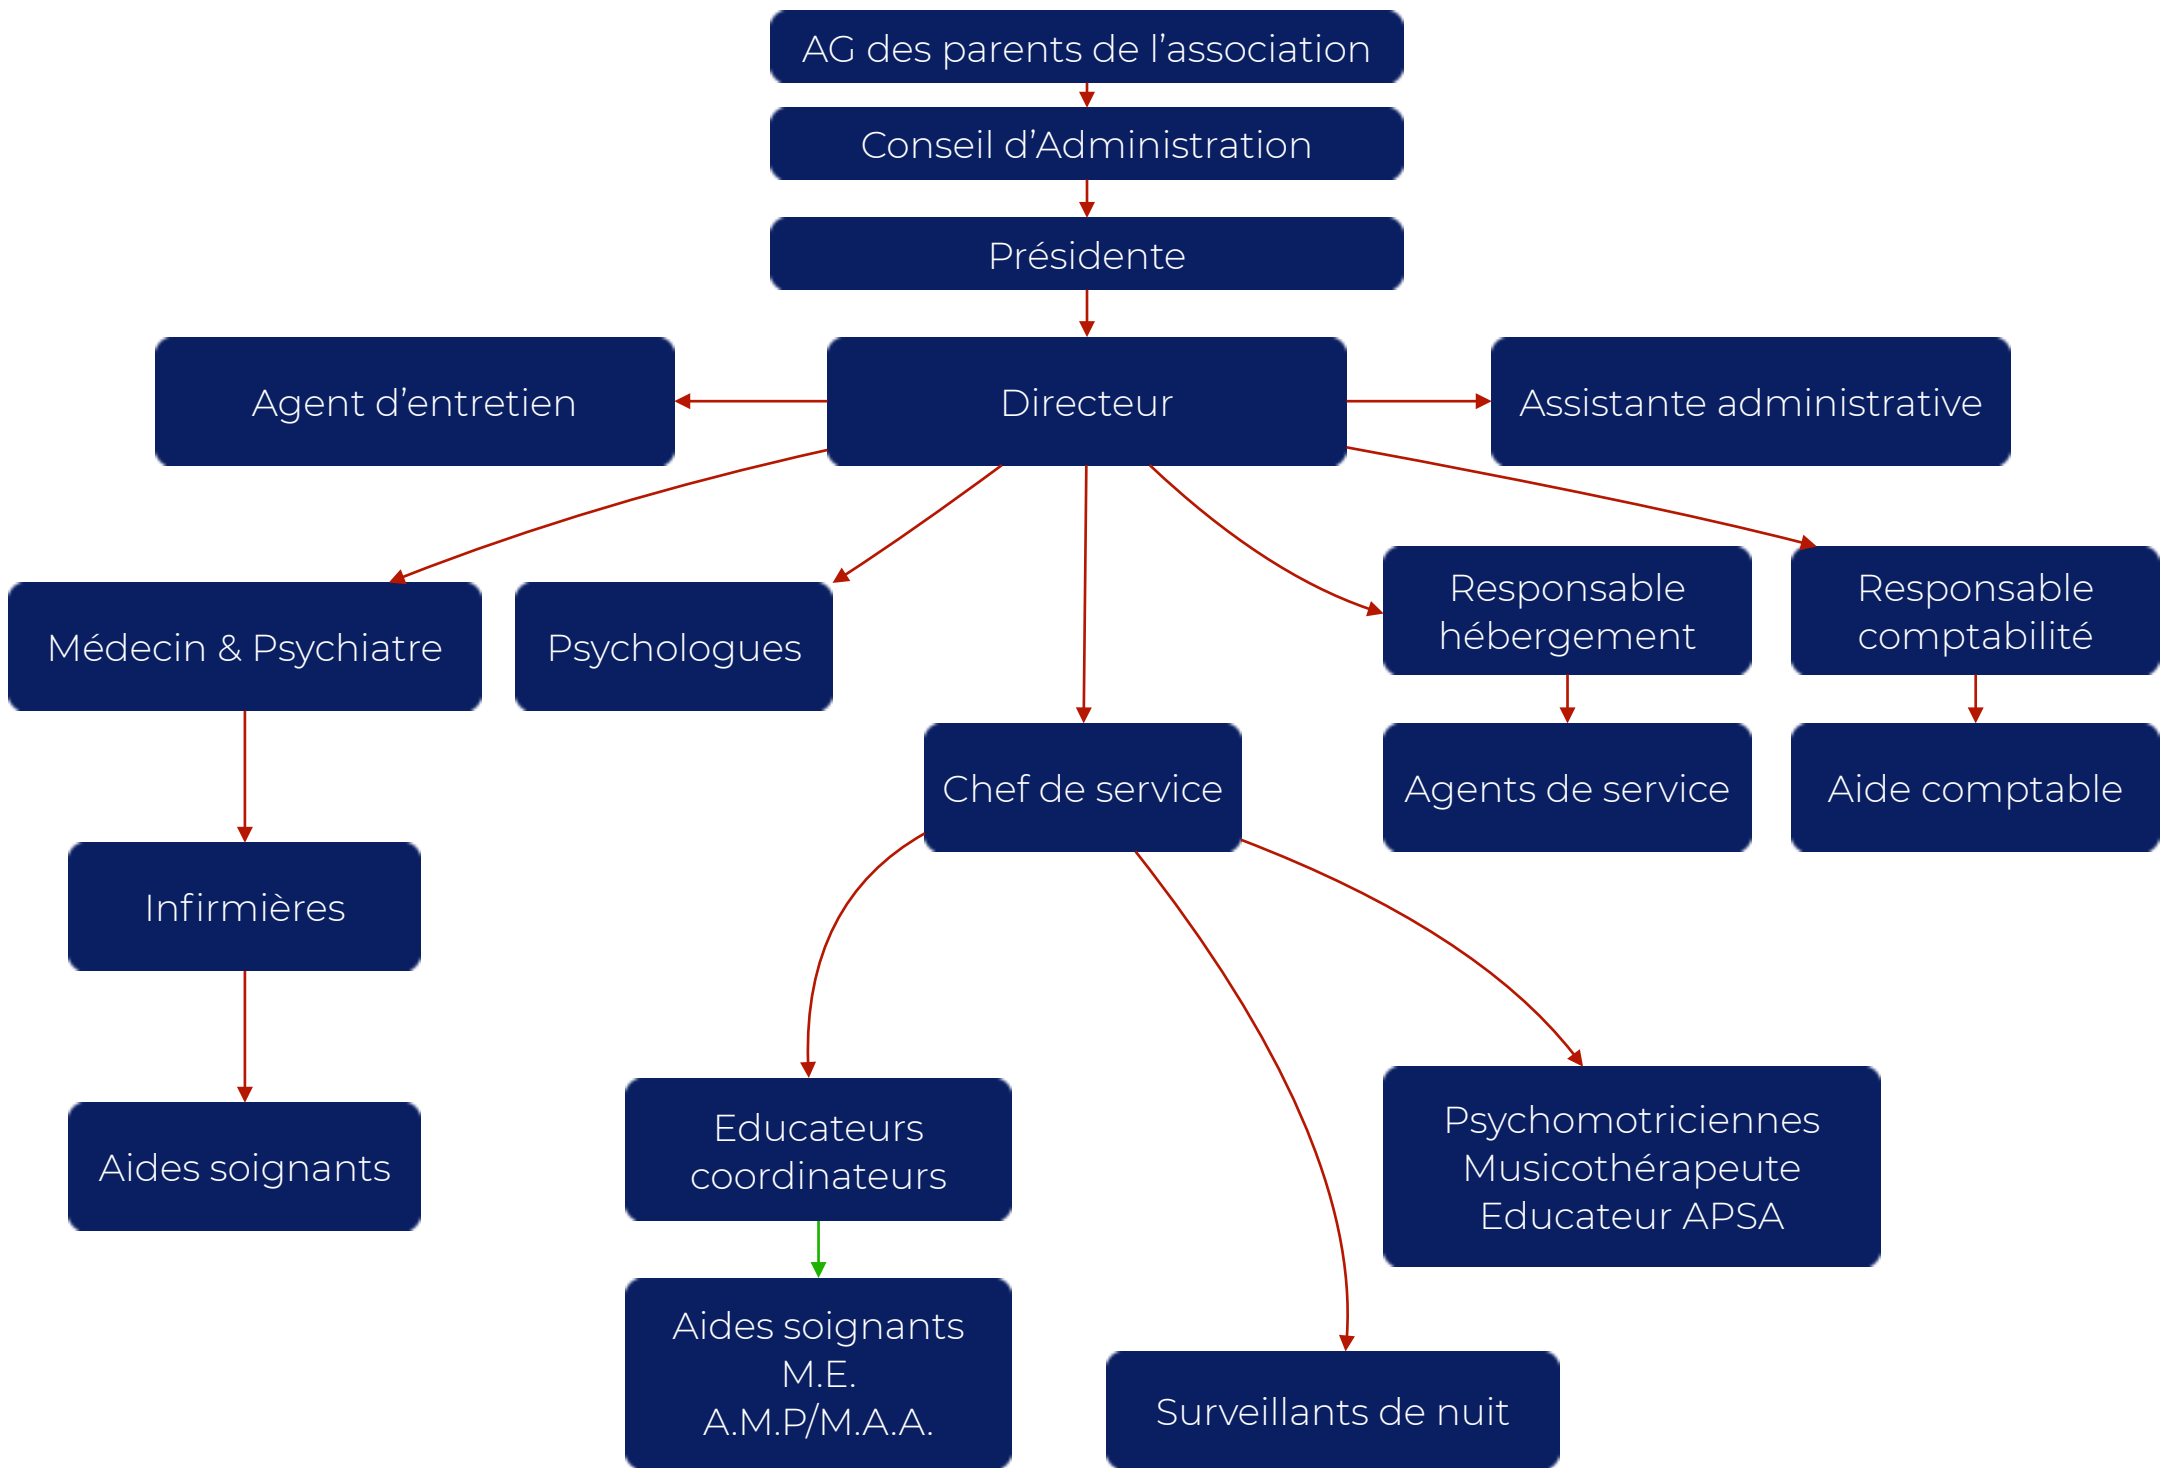 AG des parents de l’association
Conseil d’Administration
Présidente
Agent d’entretien
Directeur
Assistante administrative
Médecin & Psychiatre
Psychologues
Responsable
hébergement
Responsable
comptabilité
Chef de service
Agents de service
Aide comptable
Infirmières
Aides soignants
Educateurs
coordinateurs
Psychomotriciennes
Musicothérapeute
Educateur APSA
Aides soignants
M.E.
A.M.P/M.A.A.
Surveillants de nuit